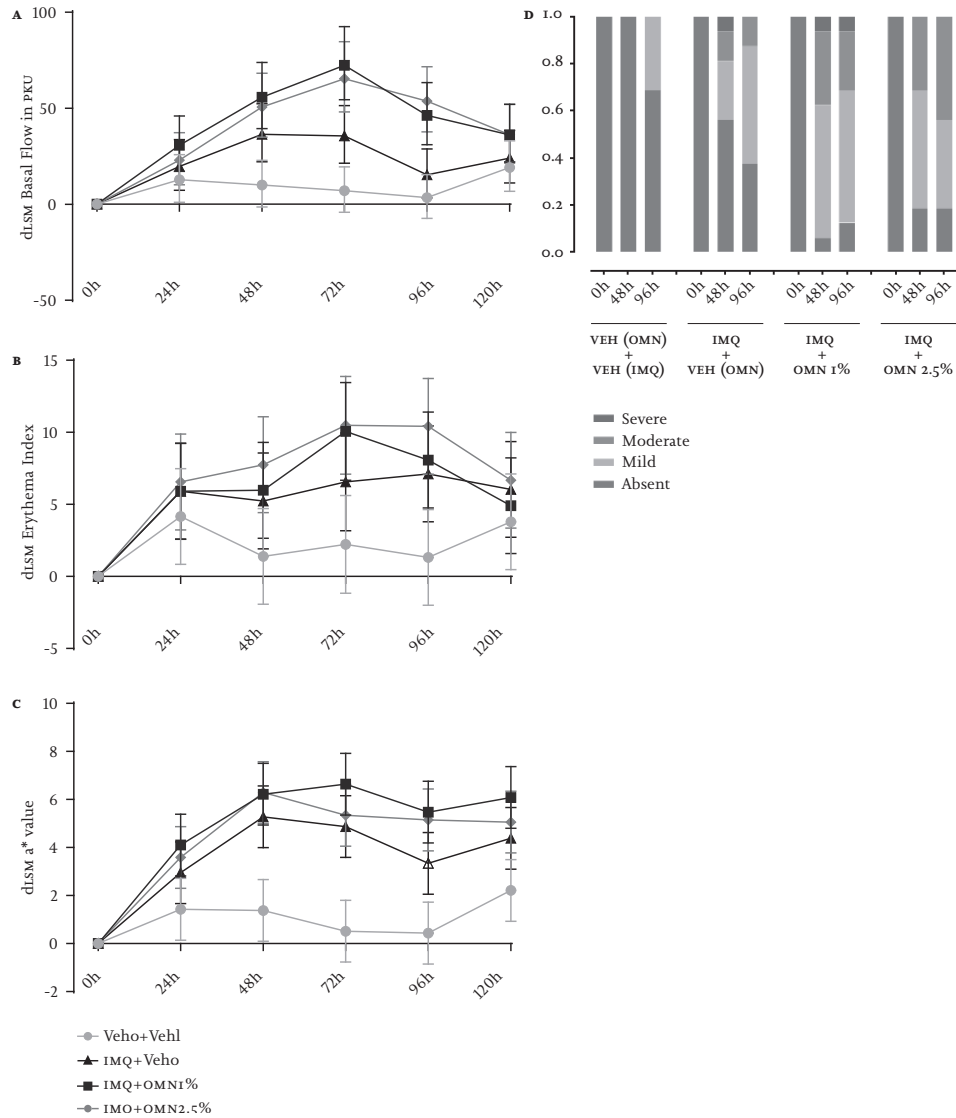 A
dLSM Basal Flow in PKU
100
50
0
-50
0h 24h 48h 72h 96h 120h
B
dLSM Erythema Index
15
10
5
0
-5
0h 24h 48h 72h 96h 120h
C
dLSM a* value
10
8
6
4
2
0
-2
0h 24h 48h 72h 96h 120h
Veho+Vehl
IMQ+Veho
IMQ+OMN1%
IMQ+OMN2.5%
D
1.0
0.8
0.6
0.4
0.2
0.0
0h 48h 96h 0h 48h 96h 0h 48h 96h 0h 48h 96h
VEH (OMN)
+
VEH (IMQ)
IMQ
+
VEH (OMN)
IMQ
+
OMN 1%
IMQ
+
OMN 2.5%
Severe
Moderate
Mild
Absent